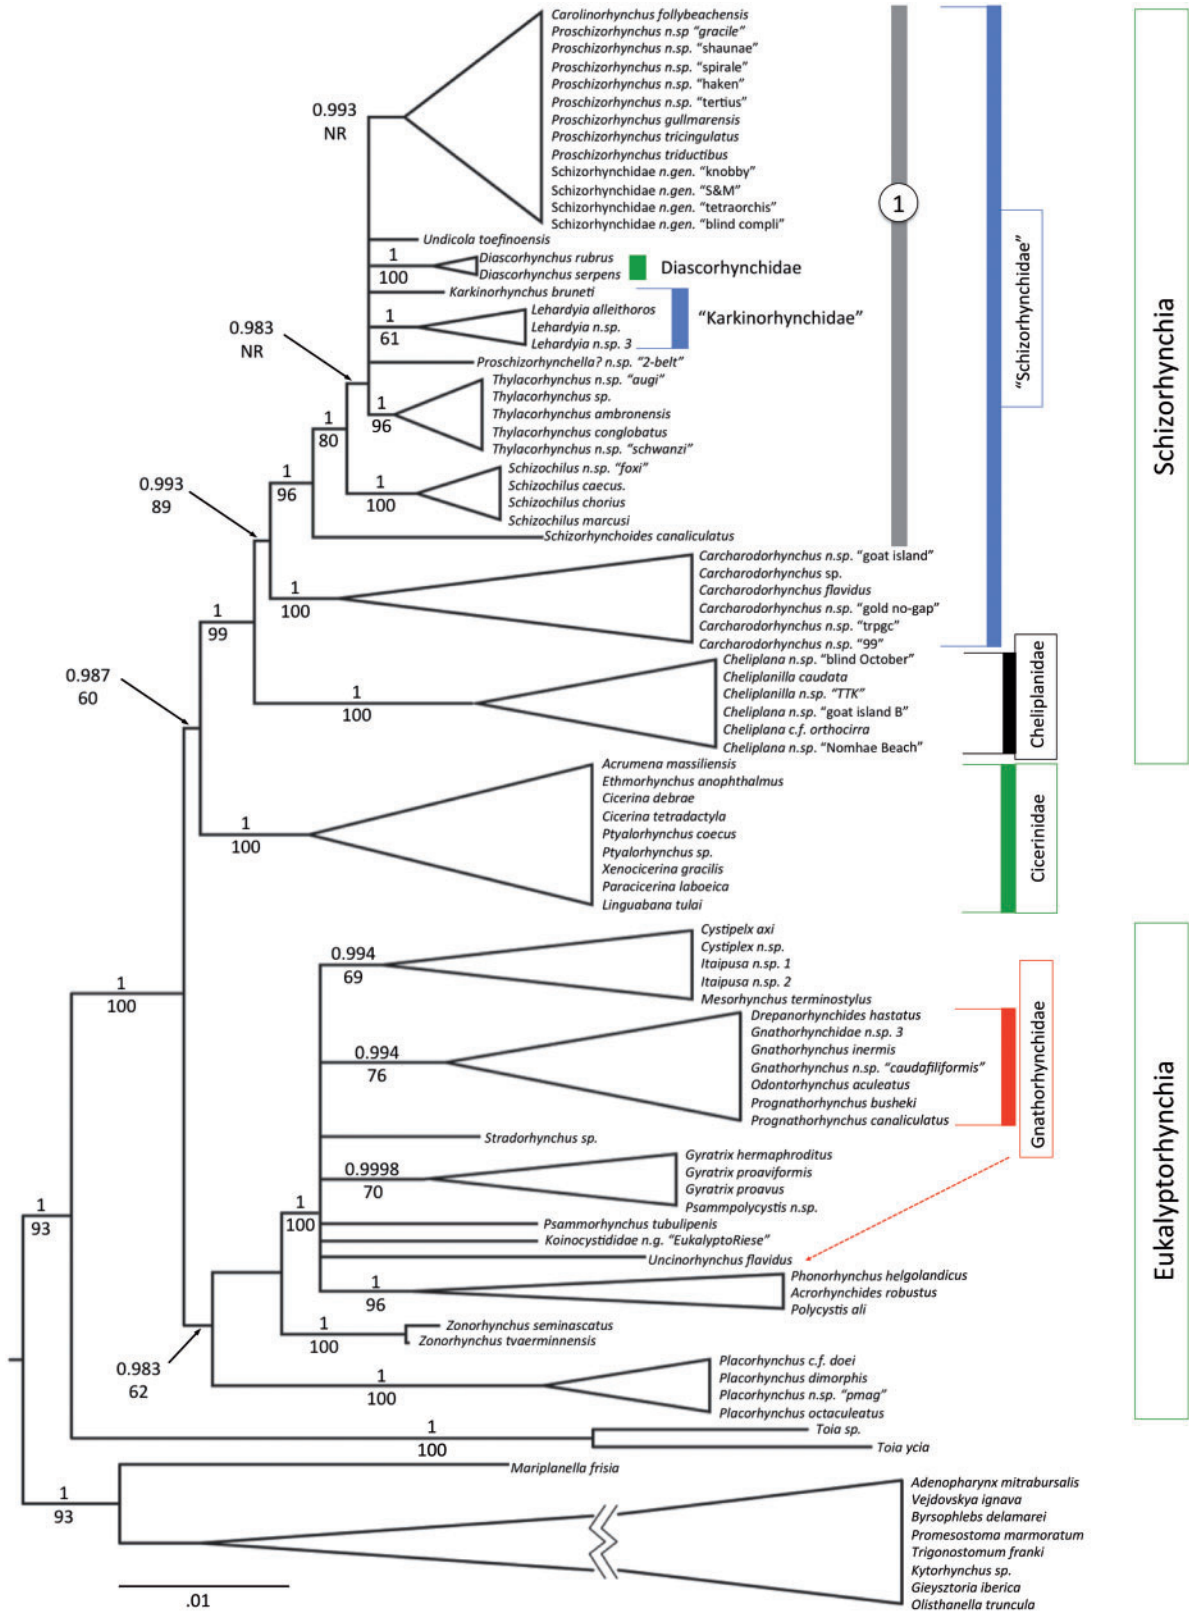 Carolinorhynchus follybeachensis
Proschizorhynchus n.sp "gracile"
Proschizorhynchus n.sp. "shaunae"
Proschizorhynchus n.sp. "spirale"
Proschizorhynchus n.sp. "haken"
Proschizorhynchus n.sp. "tertius"
Proschizorhynchus gullmarensis
Proschizorhynchus tricingulatus
Proschizorhynchus triductibus
Schizorhynchidae n.gen. "knobby"
Schizorhynchidae n.gen. "S&M"
Schizorhynchidae n.gen. "tetraorchis"
Schizorhynchidae n.gen. "blind compli"
0.993
NR
1
Undicola toefinoensis
1
100
Diascorhynchus rubrus
Diascorhynchus serpens
Diascorhynchidae
Karkinorhynchus bruneti
1
61
Lehardyia alleithoros
Lehardyia n.sp.
Lehardyia n.sp. 3
"Karkinorhynchidae"
"Schizorhynchidae"
Schizorhynchia
0.983
NR
Proschizorhynchella? n.sp. "2-belt"
1
96
Thylacorhynchus n.sp. "augi"
Thylacorhynchus sp.
Thylacorhynchus ambronensis
Thylacorhynchus conglobatus
Thylacorhynchus n.sp. "schwanzi"
1
80
1
100
Schizochilus n.sp. "foxi"
Schizochilus caecus.
Schizochilus chorius
Schizochilus marcusi
1
96
Schizorhynchoides canaliculatus
0.993
89
1
100
Carcharodorhynchus n.sp. "goat island"
Carcharodorhynchus sp.
Carcharodorhynchus flavidus
Carcharodorhynchus n.sp. "gold no-gap"
Carcharodorhynchus n.sp. "trpgc"
Carcharodorhynchus n.sp. "99"
1
99
1
100
Cheliplana n.sp. "blind October"
Cheliplanilla caudata
Cheliplanilla n.sp. "TTK"
Cheliplana n.sp. "goat island B"
Cheliplana c.f. orthocirra
Cheliplana n.sp. "Nomhae Beach"
Cheliplanidae
0.987
60
1
100
Acrumena massiliensis
Ethmorhynchus anophthalmus
Cicerina debrae
Cicerina tetradactyla
Ptyalorhynchus coecus
Ptyalorhynchus sp.
Xenocicerina gracilis
Paracicerina laboeica
Linguabana tulai
Cicerinidae
1
100
0.994
69
Cystipelx axi
Cystiplex n.sp.
Itaipusa n.sp. 1
Itaipusa n.sp. 2
Mesorhynchus terminostylus
0.994
76
Drepanorhynchides hastatus
Gnathorhynchidae n.sp. 3
Gnathorhynchus inermis
Gnathorhynchus n.sp. "caudafiliformis"
Odontorhynchus aculeatus
Prognathorhynchus busheki
Prognathorhynchus canaliculatus
Gnathorhynchidae
Eukalyptorhynchia
Stradorhynchus sp.
0.9998
70
Gyratrix hermaphroditus
Gyratrix proaviformis
Gyratrix proavus
Psammpolycystis n.sp.
1
100
Psammorhynchus tubulipenis
Koinocystididae n.g. "EukalyptoRiese"
Uncinorhynchus flavidus
1
96
Phonorhynchus helgolandicus
Acrorhynchides robustus
Polycystis ali
1
93
1
100
Zonorhynchus seminascatus
Zonorhynchus tvaerminnensis
0.983
62
1
100
Placorhynchus c.f. doei
Placorhynchus dimorphis
Placorhynchus n.sp. "pmag"
Placorhynchus octaculeatus
1
100
Toia sp.
Toia ycia
Mariplanella frisia
1
93
Adenopharynx mitrabursalis
Vejdovskya ignava
Byrsophlebs delamarei
Promesostoma marmoratum
Trigonostomum franki
Kytorhynchus sp.
Gieysztoria iberica
Olisthanella truncula
.01